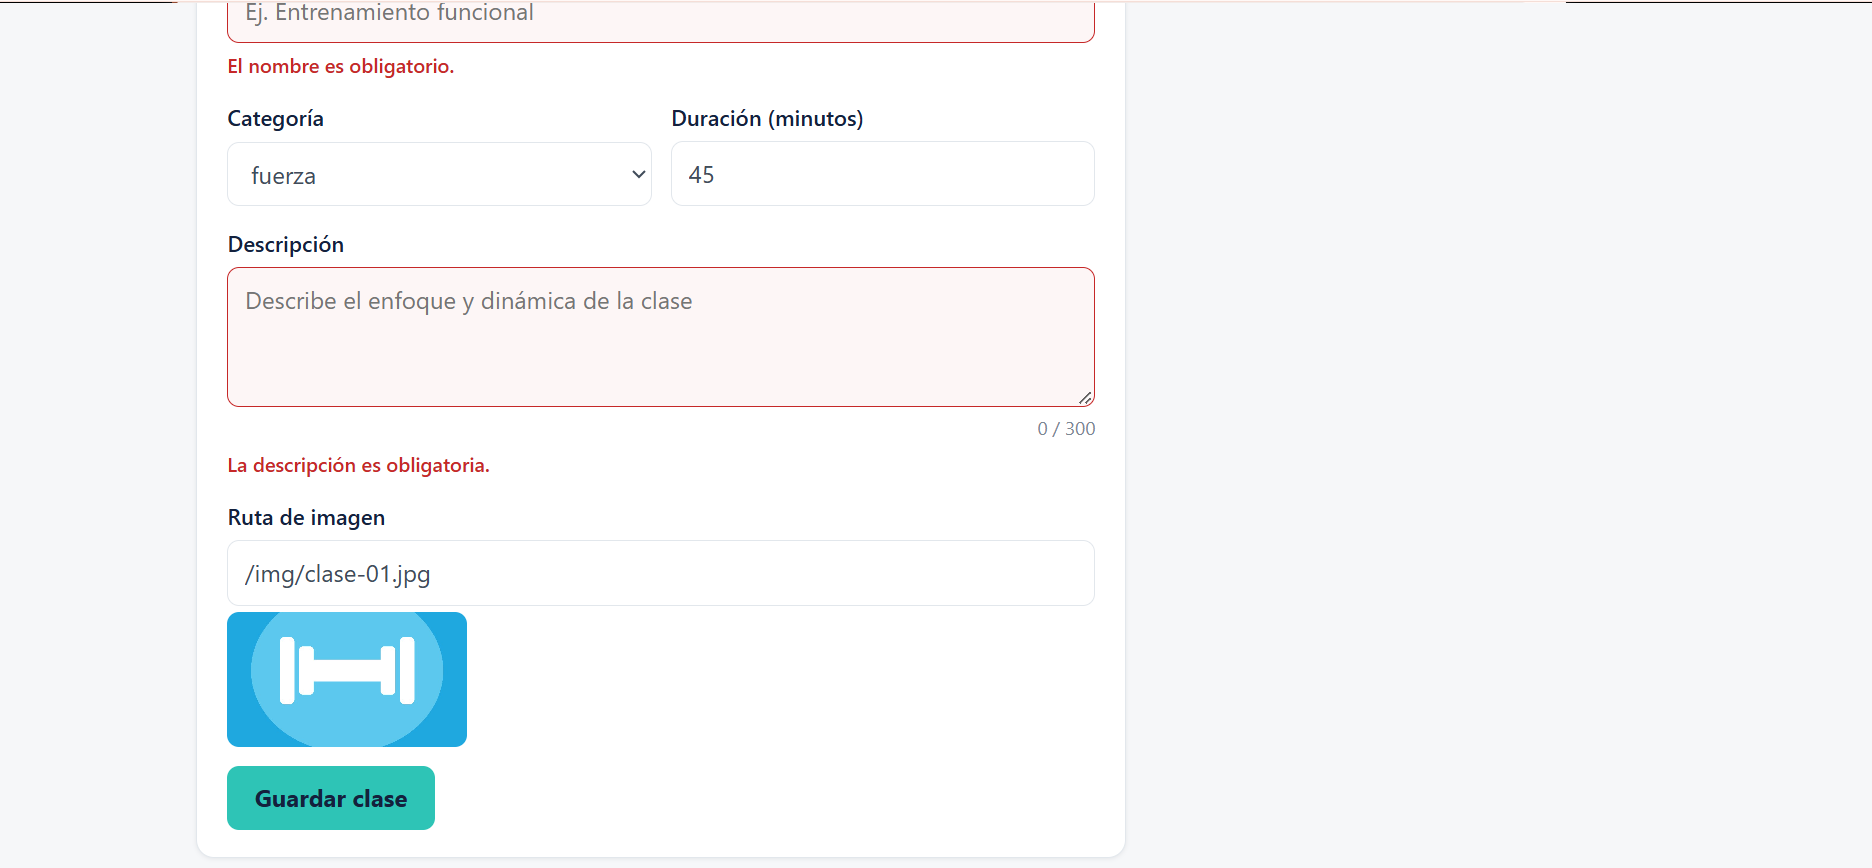 Ej. Entrenamiento funcional
El nombre es obligatorio.
Categoría
Duración (minutos)
fuerza
45
Descripción
Describe el enfoque y dinámica de la clase
0 / 300
La descripción es obligatoria.
Ruta de imagen
/img/clase-01.jpg
Guardar clase